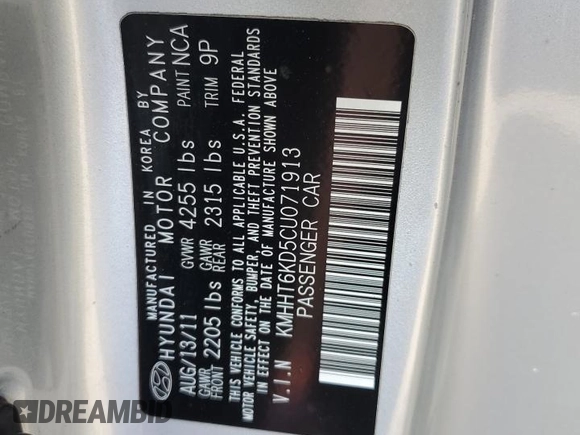 MANUFACTURED IN KOREA BY
HYUNDAI MOTOR COMPANY
AUG/13/11 GVWR 4255 lbs PAINT NCA
GAWR FRONT 2205 lbs GAWR REAR 2315 lbs TRIM 9P
THIS VEHICLE CONFORMS TO ALL APPLICABLE U.S.A. FEDERAL
MOTOR VEHICLE SAFETY, BUMPER, AND THEFT PREVENTION STANDARDS
IN EFFECT ON THE DATE OF MANUFACTURE SHOWN ABOVE
V.I.N KMHHT6KD5CU071913
PASSENGER CAR
DREAMBID